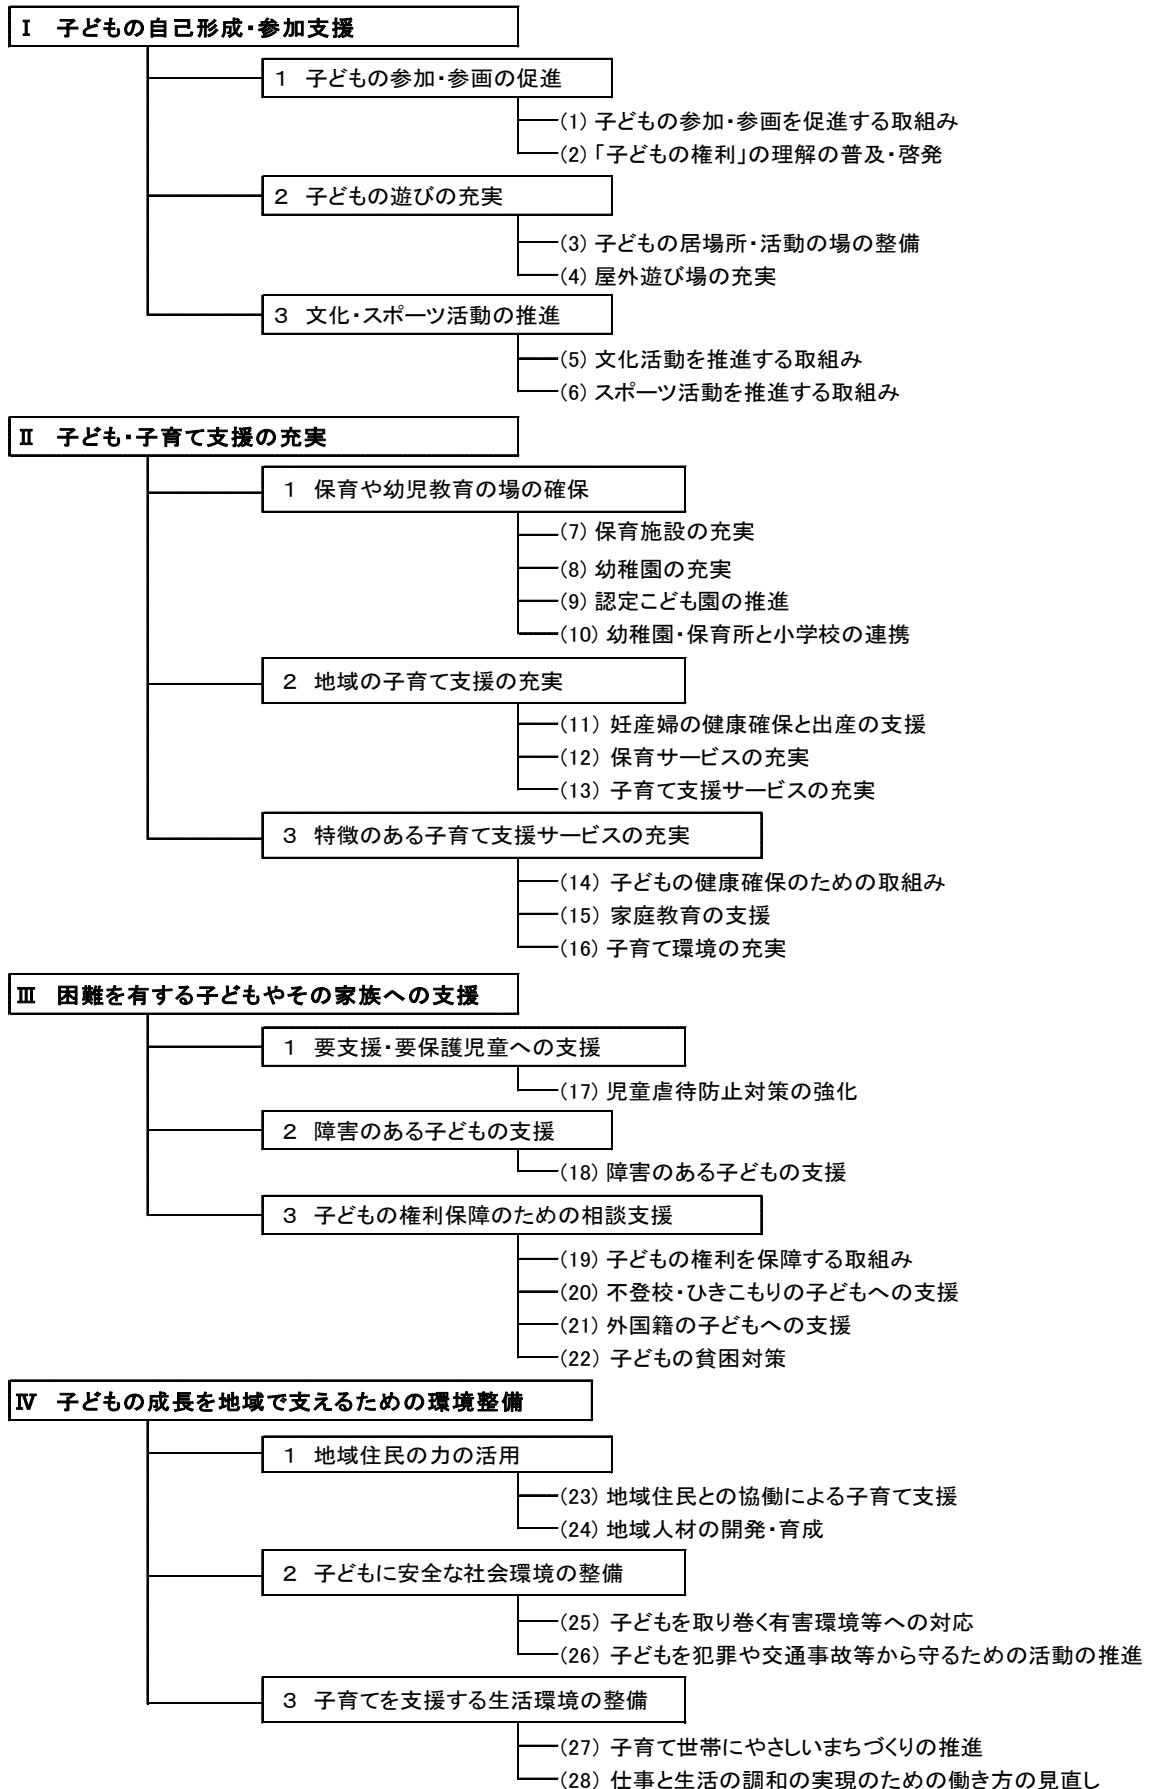 Ⅰ 子どもの自己形成・参加支援
1 子どもの参加・参画の促進
(1) 子どもの参加・参画を促進する取組み
(2) 「子どもの権利」の理解の普及・啓発
2 子どもの遊びの充実
(3) 子どもの居場所・活動の場の整備
(4) 屋外遊び場の充実
3 文化・スポーツ活動の推進
(5) 文化活動を推進する取組み
(6) スポーツ活動を推進する取組み
Ⅱ 子ども・子育て支援の充実
1 保育や幼児教育の場の確保
(7) 保育施設の充実
(8) 幼稚園の充実
(9) 認定こども園の推進
(10) 幼稚園・保育所と小学校の連携
2 地域の子育て支援の充実
(11) 妊産婦の健康確保と出産の支援
(12) 保育サービスの充実
(13) 子育て支援サービスの充実
3 特徴のある子育て支援サービスの充実
(14) 子どもの健康確保のための取組み
(15) 家庭教育の支援
(16) 子育て環境の充実
Ⅲ 困難を有する子どもやその家族への支援
1 要支援・要保護児童への支援
(17) 児童虐待防止対策の強化
2 障害のある子どもの支援
(18) 障害のある子どもの支援
3 子どもの権利保障のための相談支援
(19) 子どもの権利を保障する取組み
(20) 不登校・ひきこもりの子どもへの支援
(21) 外国籍の子どもへの支援
(22) 子どもの貧困対策
Ⅳ 子どもの成長を地域で支えるための環境整備
1 地域住民の力の活用
(23) 地域住民との協働による子育て支援
(24) 地域人材の開発・育成
2 子どもに安全な社会環境の整備
(25) 子どもを取り巻く有害環境等への対応
(26) 子どもを犯罪や交通事故等から守るための活動の推進
3 子育てを支援する生活環境の整備
(27) 子育て世帯にやさしいまちづくりの推進
(28) 仕事と生活の調和の実現のための働き方の見直し